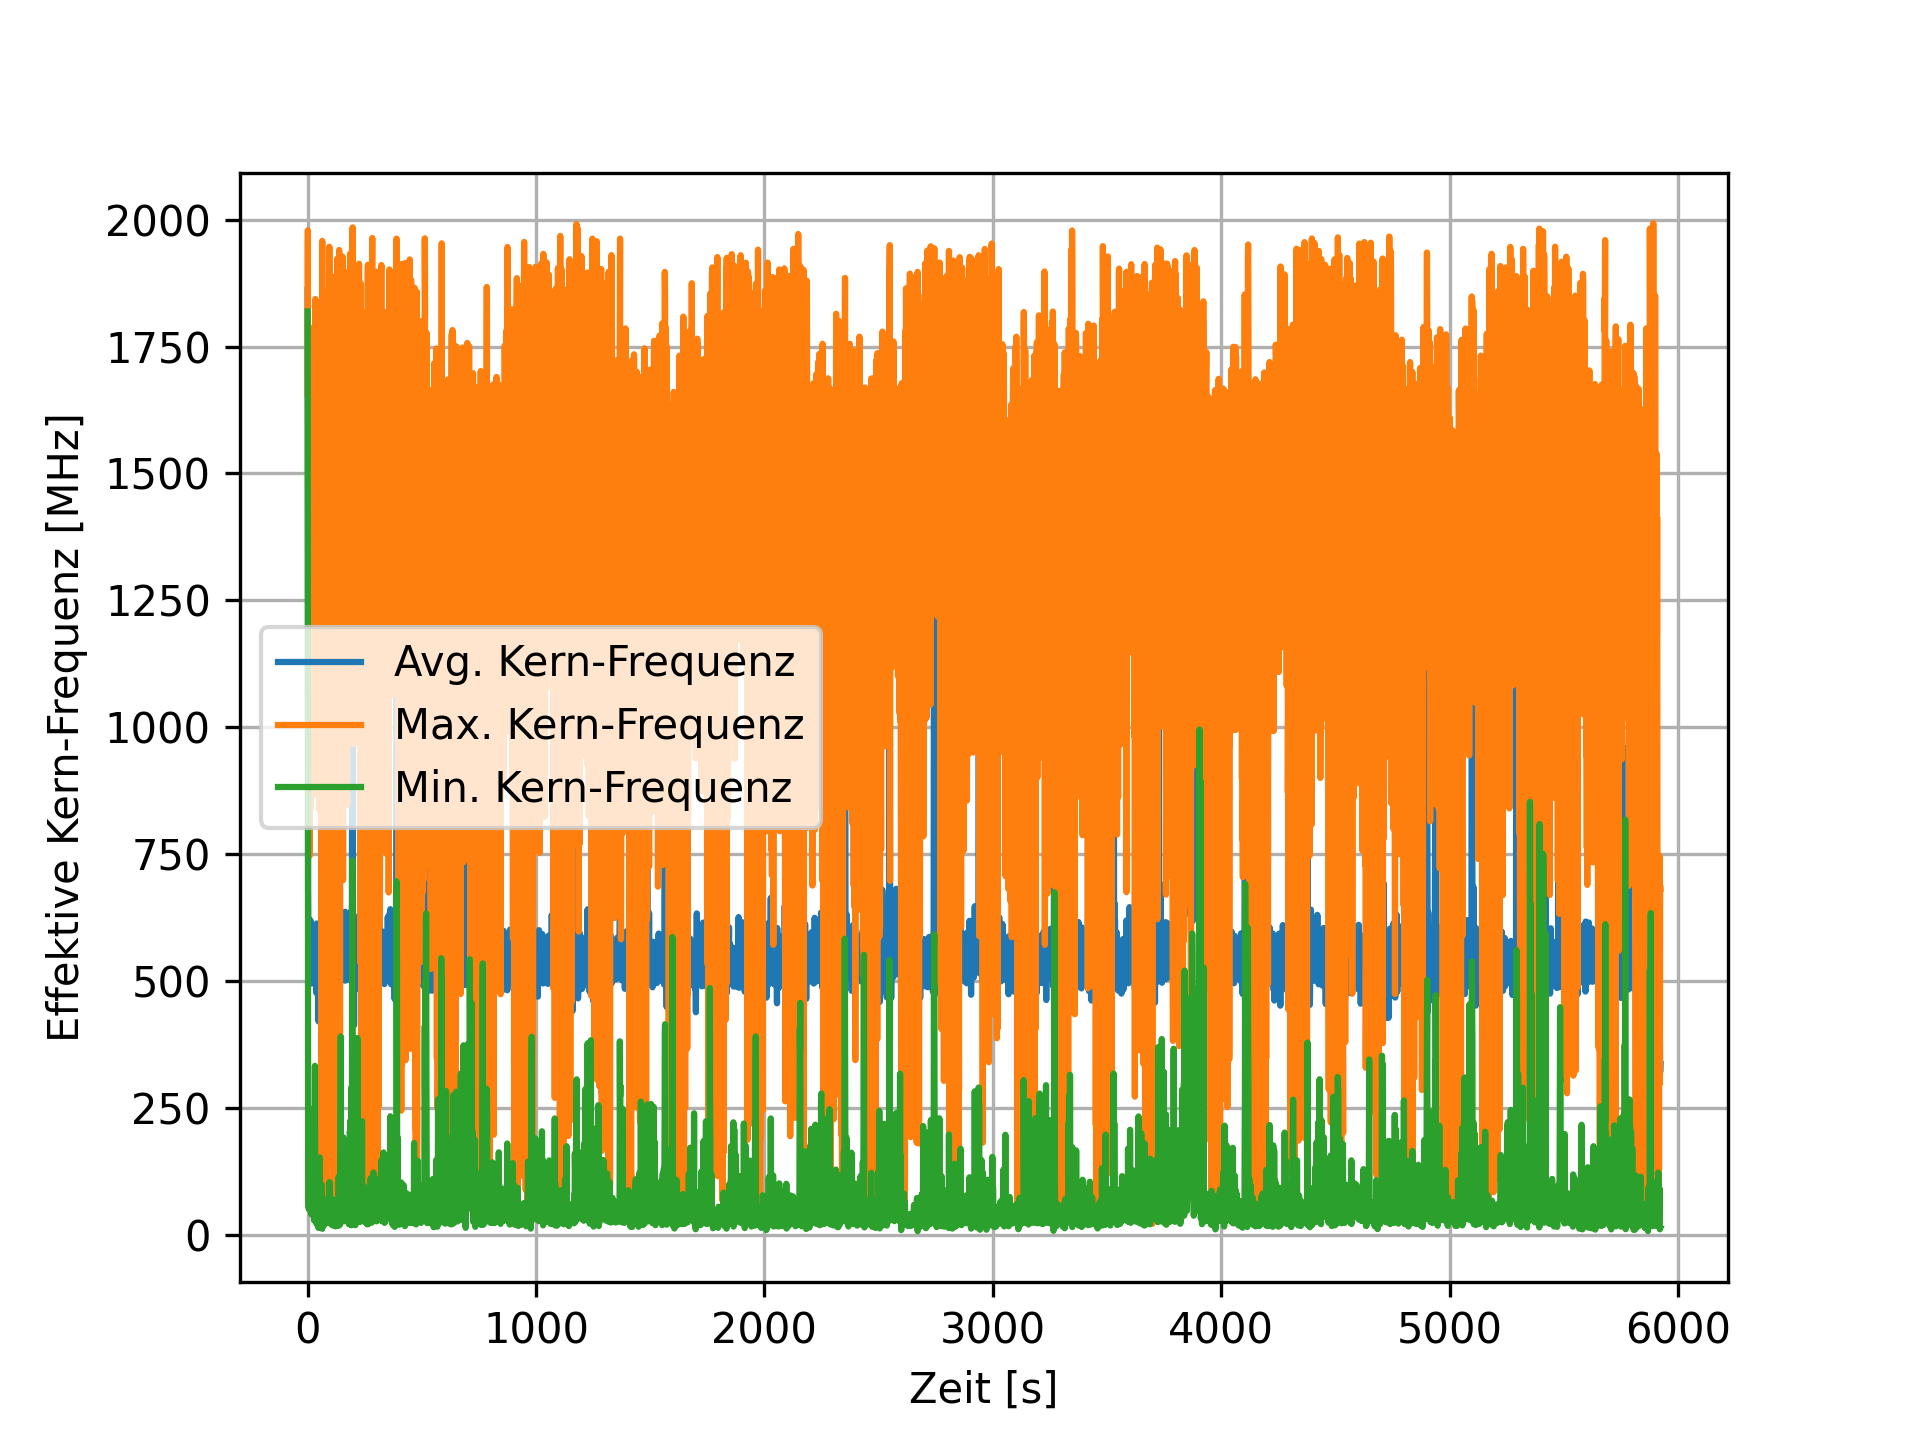 Effektive Kern-Frequenz [MHz]
2000
1750
1500
1250
1000
750
500
250
0
Avg. Kern-Frequenz
Max. Kern-Frequenz
Min. Kern-Frequenz
0 1000 2000 3000 4000 5000 6000
Zeit [s]